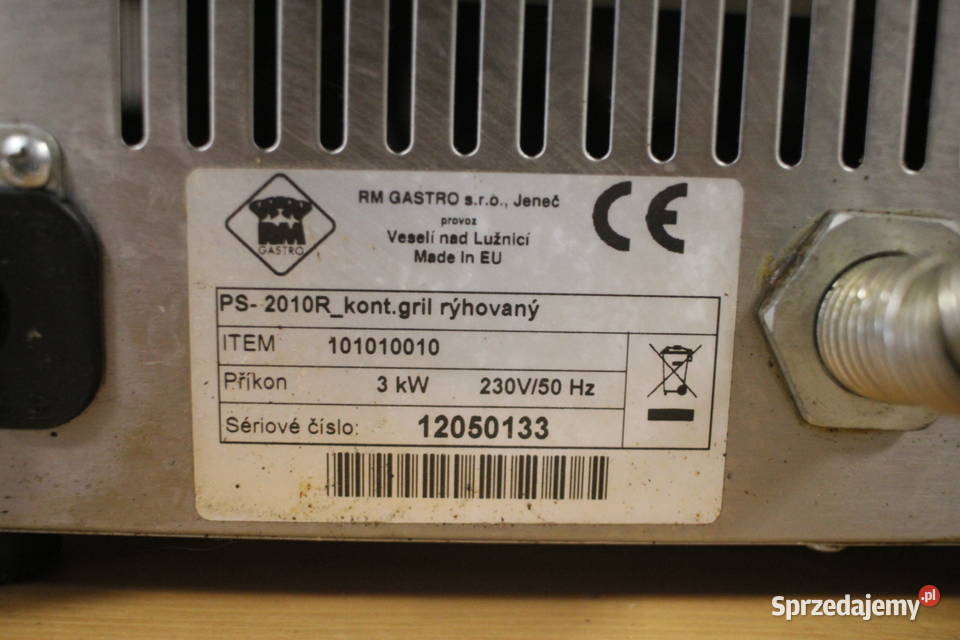 RM
GASTRO
RM GASTRO s.r.o., Jeneč
provoz
Veselí nad Lužnicí
Made in EU
CE
PS- 2010R_kont.gril rýhovaný
ITEM 101010010
Příkon 3 kW 230V/50 Hz
Sériové číslo: 12050133
Sprzedajemy.pl